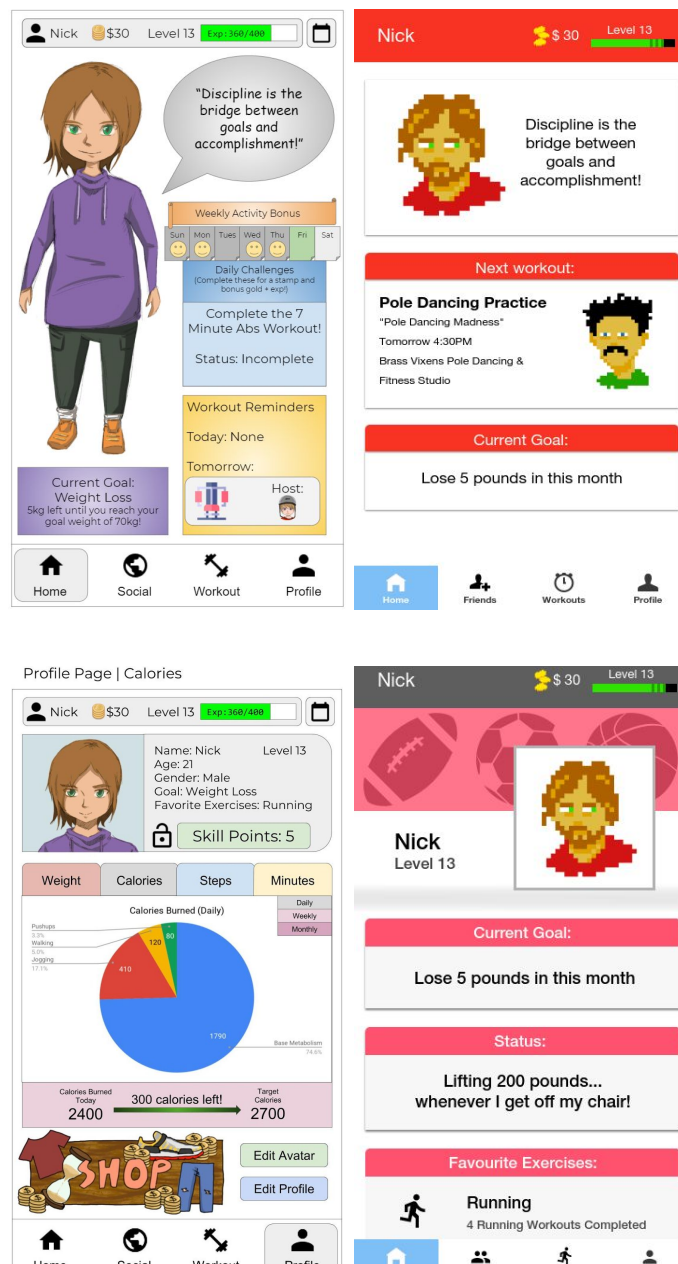 Nick $30 Level 13 Exp:360/400
"Discipline is the
bridge between
goals and
accomplishment!"
Weekly Activity Bonus
Sun Mon Tues Wed Thu Fri Sat
Daily Challenges
(Complete these for a stamp and
bonus gold + exp!)
Complete the 7
Minute Abs Workout!
Status: Incomplete
Workout Reminders
Today: None
Tomorrow:
Host:
Current Goal:
Weight Loss
5kg left until you reach your
goal weight of 70kg!
Home Social Workout Profile
Nick $ 30 Level 13
Discipline is the
bridge between
goals and
accomplishment!
Next workout:
Pole Dancing Practice
"Pole Dancing Madness"
Tomorrow 4:30PM
Brass Vixens Pole Dancing &
Fitness Studio
Current Goal:
Lose 5 pounds in this month
Home Friends Workouts Profile
Profile Page | Calories
Nick $30 Level 13 Exp:360/400
Name: Nick Level 13
Age: 21
Gender: Male
Goal: Weight Loss
Favorite Exercises: Running
Skill Points: 5
Weight Calories Steps Minutes
Calories Burned (Daily)
Daily
Weekly
Monthly
Pushups
3.3%
Walking
5.0%
Jogging
17.1%
80
120
410
1790
Base Metabolism
74.6%
Calories Burned
Today
2400
300 calories left!
Target
Calories
2700
SHOP
Edit Avatar
Edit Profile
Home Social Workout Profile
Nick $ 30 Level 13
Nick
Level 13
Current Goal:
Lose 5 pounds in this month
Status:
Lifting 200 pounds...
whenever I get off my chair!
Favourite Exercises:
Running
4 Running Workouts Completed